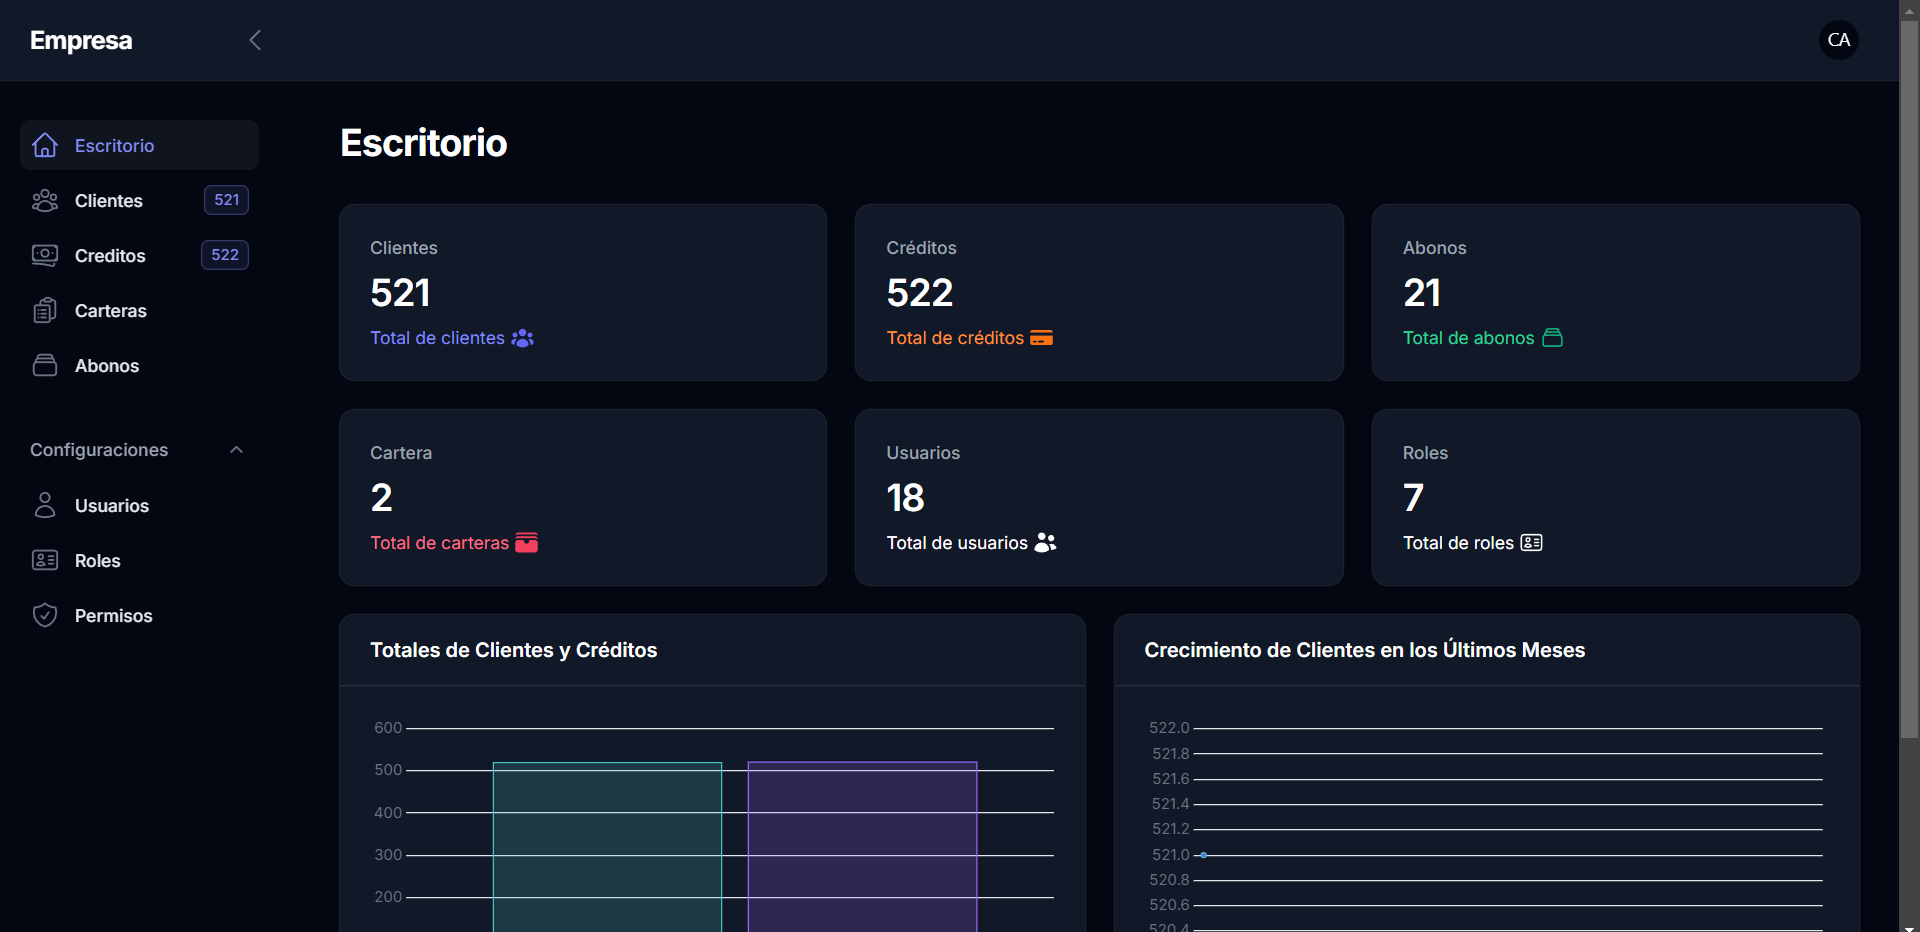 Empresa
CA
Escritorio
Clientes 521
Creditos 522
Carteras
Abonos
Configuraciones
Usuarios
Roles
Permisos
Escritorio
Clientes
521
Total de clientes
Créditos
522
Total de créditos
Abonos
21
Total de abonos
Cartera
2
Total de carteras
Usuarios
18
Total de usuarios
Roles
7
Total de roles
Totales de Clientes y Créditos
600
500
400
300
200
Crecimiento de Clientes en los Últimos Meses
522.0
521.8
521.6
521.4
521.2
521.0
520.8
520.6
520.4